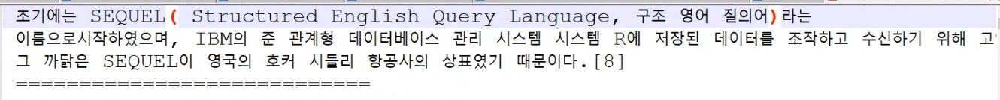 초기에는 SEQUEL( Structured English Query Language, 구조 영어 질의어)라는
이름으로시작하였으며, IBM의 준 관계형 데이터베이스 관리 시스템 시스템 R에 저장된 데이터를 조작하고 수신하기 위해 고
그 까닭은 SEQUEL이 영국의 호커 시들리 항공사의 상표였기 때문이다.[8]
=============================